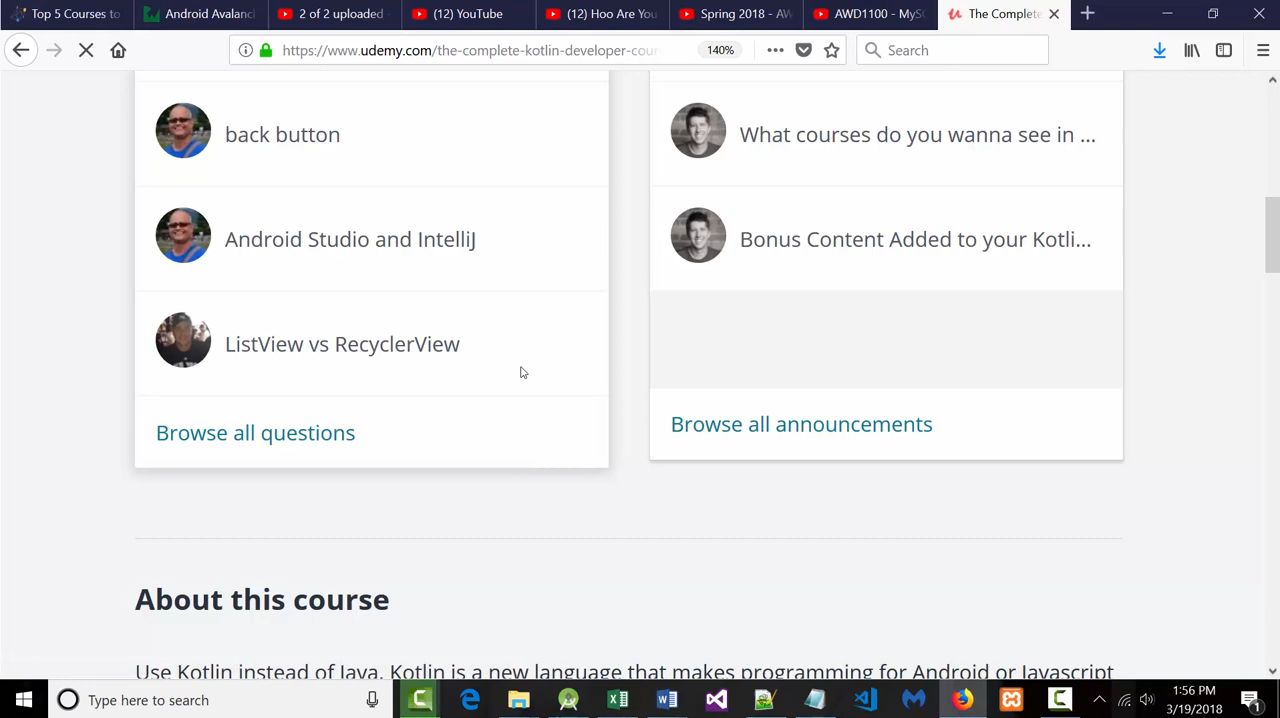 Top 5 Courses to
Android Avalanc
2 of 2 uploaded
(12) YouTube
(12) Hoo Are You
Spring 2018 - AW
AWD1100 - MySQ
The Complete
https://www.udemy.com/the-complete-kotlin-developer-cour
140%
Search
back button
What courses do you wanna see in ...
Android Studio and IntelliJ
Bonus Content Added to your Kotli...
ListView vs RecyclerView
Browse all questions
Browse all announcements
About this course
Use Kotlin instead of Java. Kotlin is a new language that makes programming for Android or Javascript
Type here to search
1:56 PM
3/19/2018